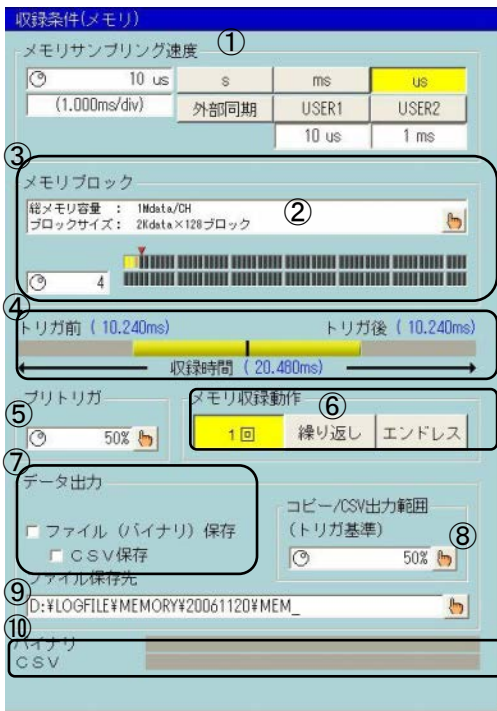 収録条件(メモリ)
メモリサンプリング速度 ①
10 us s ms us
(1.000ms/div) 外部同期 USER1 USER2
10 us 1 ms
③
メモリブロック
総メモリ容量 : 1Mdata/CH
ブロックサイズ: 2Kdata×128ブロック ②
4
④
トリガ前 ( 10.240ms) トリガ後 ( 10.240ms)
収録時間 ( 20.480ms)
プリトリガ メモリ収録動作
⑤ ⑥
50% 1回 繰り返し エンドレス
⑦
データ出力
コピー/CSV出力範囲
ファイル (バイナリ) 保存 (トリガ基準) ⑧
CSV保存 50%
ファイル保存先
⑨
D:¥LOGFILE¥MEMORY¥20061120¥MEM_
⑩
バイナリ
CSV